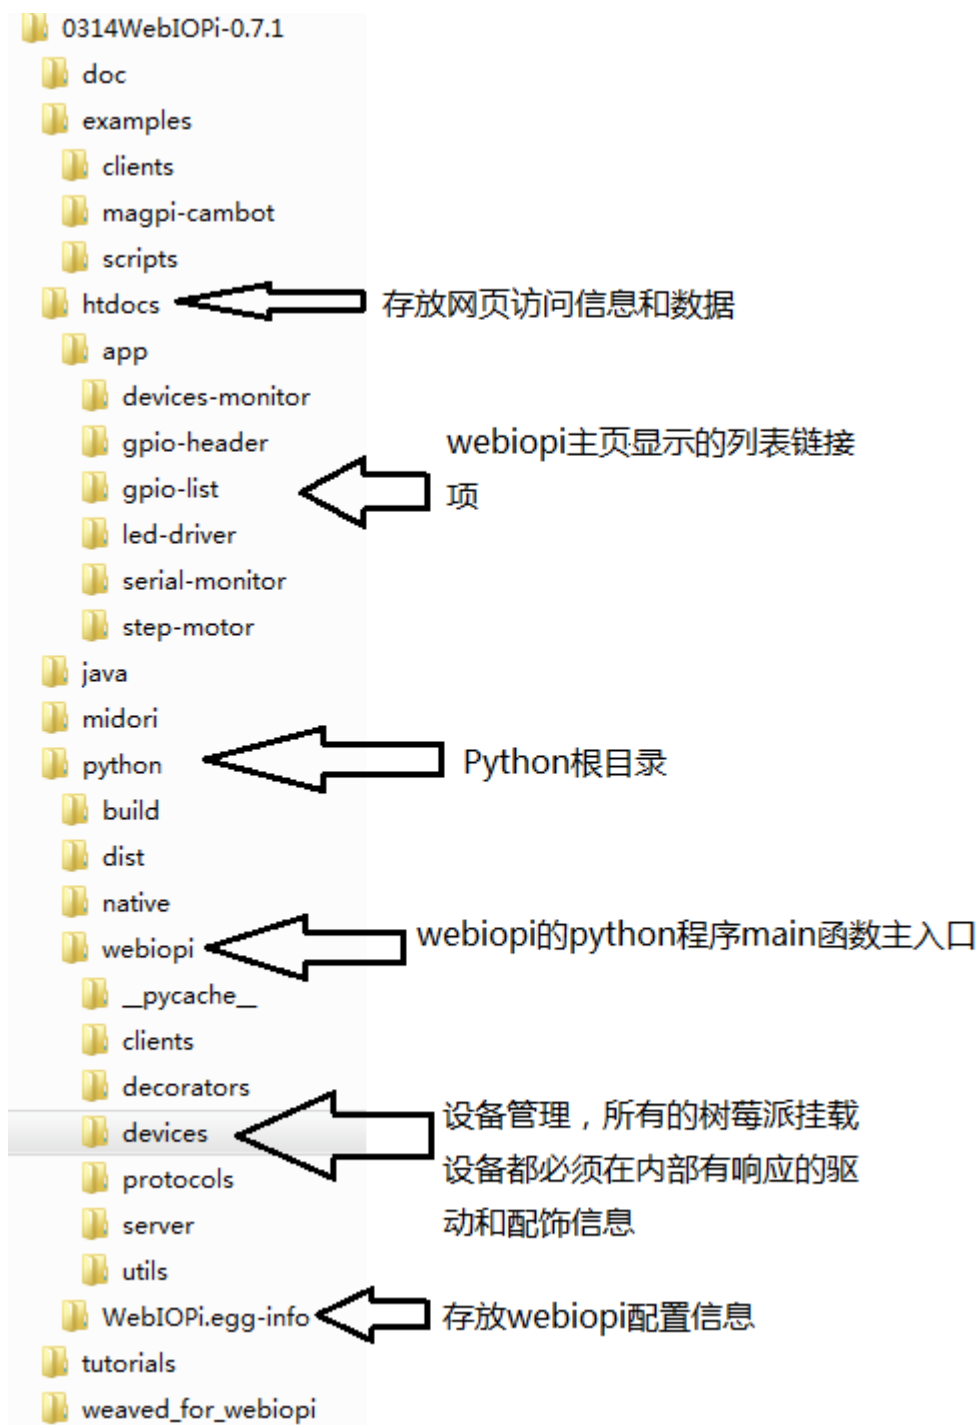 0314WebIOPi-0.7.1
doc
examples
clients
magpi-cambot
scripts
htdocs
存放网页访问信息和数据
app
devices-monitor
gpio-header
webiopi主页显示的列表链接
项
gpio-list
led-driver
serial-monitor
step-motor
java
midori
python
Python根目录
build
dist
native
webiopi
webiopi的python程序main函数主入口
__pycache__
clients
decorators
devices
设备管理，所有的树莓派挂载
设备都必须在内部有响应的驱
动和配饰信息
protocols
server
utils
WebIOPi.egg-info
存放webiopi配置信息
tutorials
weaved_for_webiopi